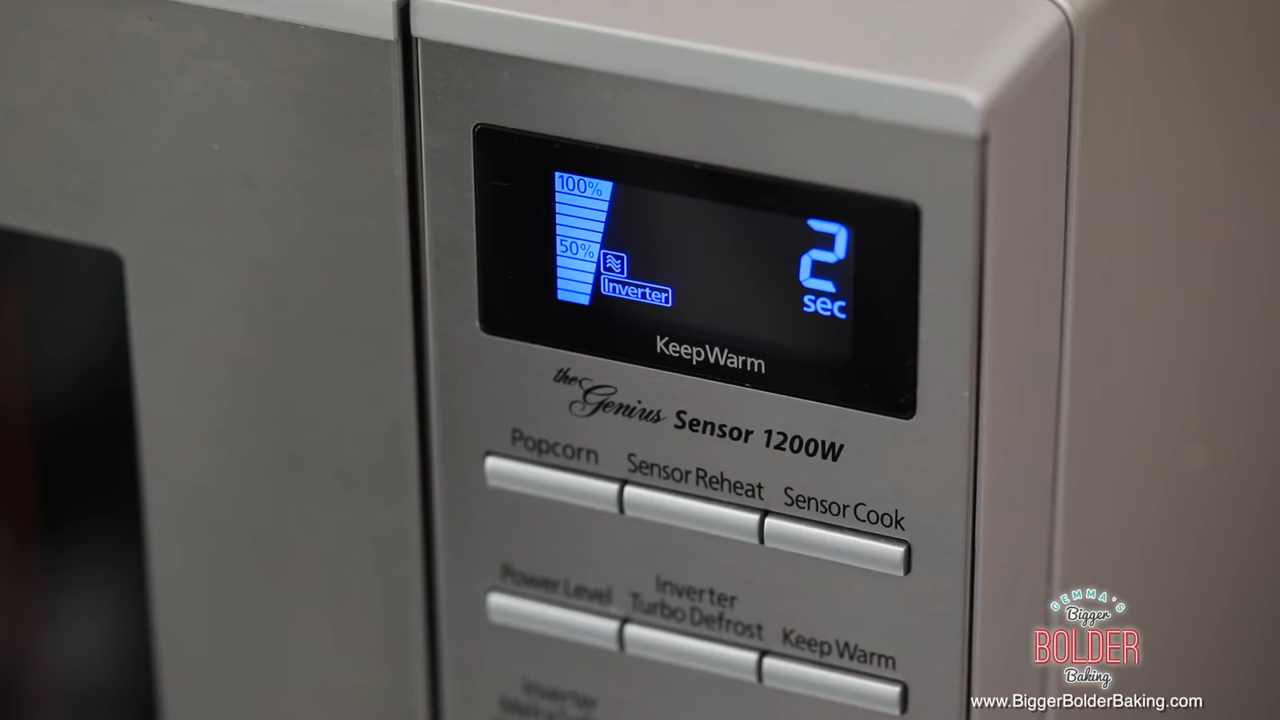 100%
50%
Inverter
2
sec
KeepWarm
the Genius Sensor 1200W
Popcorn
Sensor Reheat
Sensor Cook
Power Level
Inverter
Turbo Defrost
Keep Warm
Inverter
GEMMA'S
Bigger
BOLDER
Baking
www.BiggerBolderBaking.com